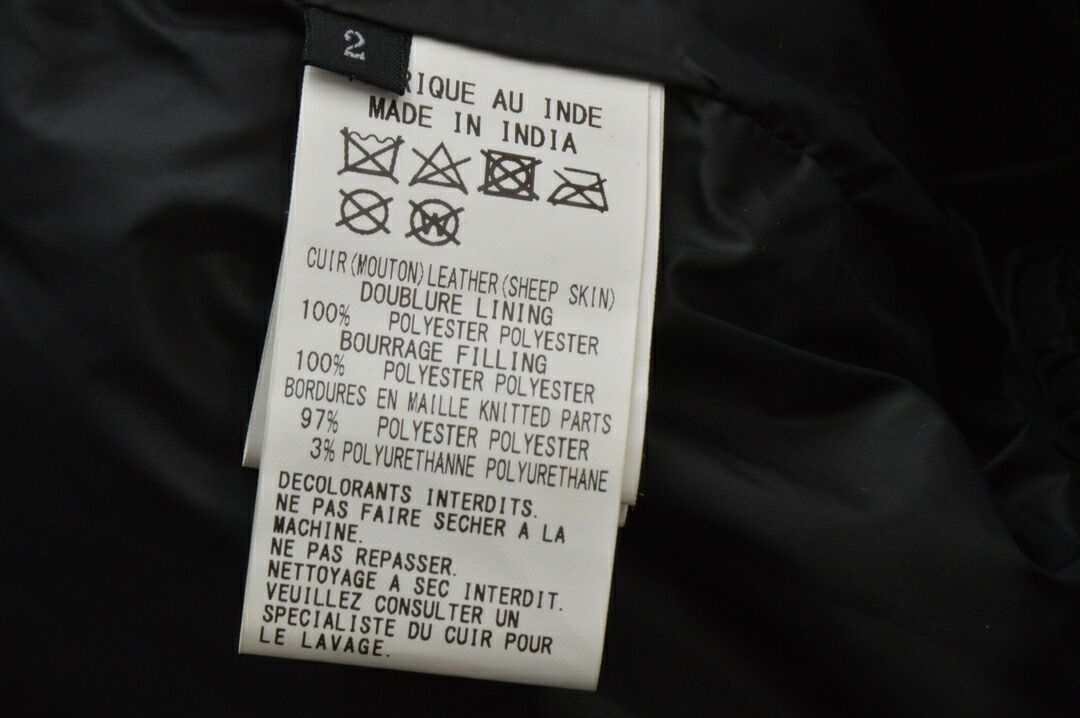 2
RIQUE AU INDE
MADE IN INDIA
W
CUIR(MOUTON)LEATHER(SHEEP SKIN)
DOUBLURE LINING
100% POLYESTER POLYESTER
BOURRAGE FILLING
100% POLYESTER POLYESTER
BORDURES EN MAILLE KNITTED PARTS
97% POLYESTER POLYESTER
3% POLYURETHANNE POLYURETHANE
DECOLORANTS INTERDITS.
NE PAS FAIRE SECHER A LA
MACHINE.
NE PAS REPASSER.
NETTOYAGE A SEC INTERDIT.
VEUILLEZ CONSULTER UN
SPECIALISTE DU CUIR POUR
LE LAVAGE.